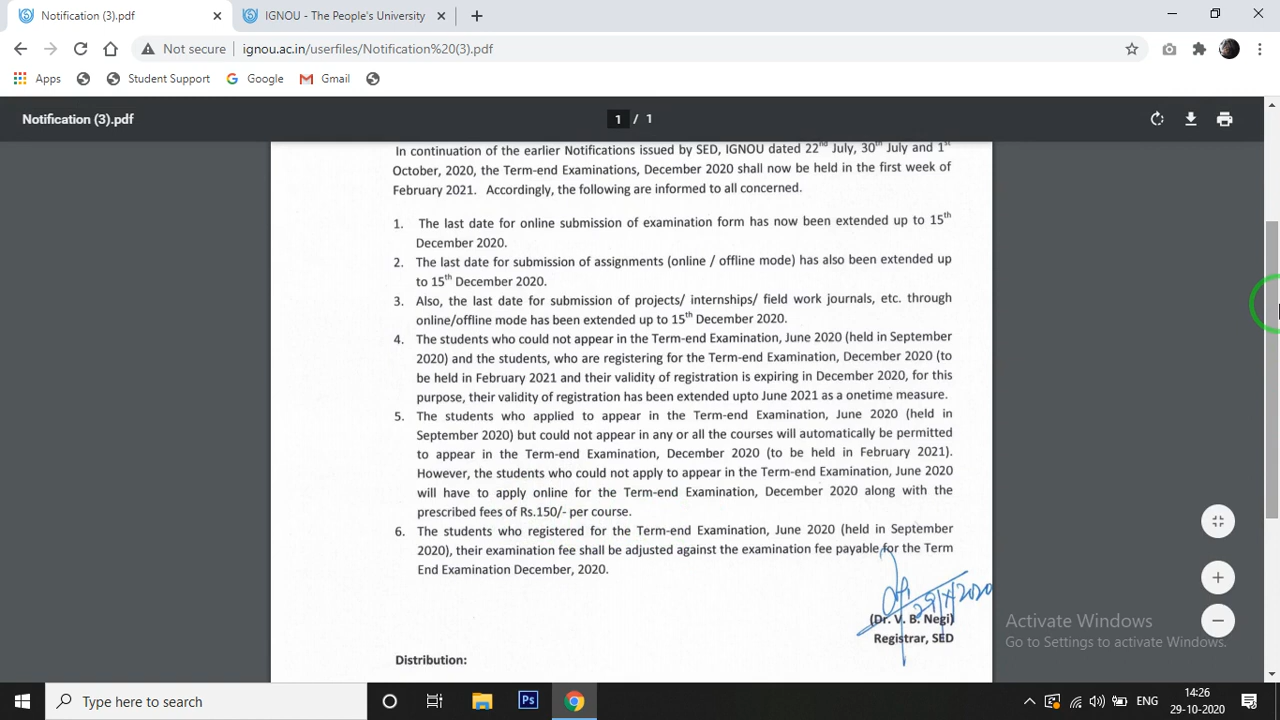 Notification (3).pdf
IGNOU - The People's University
Not secure
ignou.ac.in/userfiles/Notification%20(3).pdf
Apps
Student Support
Google
Gmail
Notification (3).pdf
1 / 1
In continuation of the earlier Notifications issued by SED, IGNOU dated 22nd July, 30th July and 1st
October, 2020, the Term-end Examinations, December 2020 shall now be held in the first week of
February 2021. Accordingly, the following are informed to all concerned.
1. The last date for online submission of examination form has now been extended up to 15th
December 2020.
2. The last date for submission of assignments (online / offline mode) has also been extended up
to 15th December 2020.
3. Also, the last date for submission of projects/ internships/ field work journals, etc. through
online/offline mode has been extended up to 15th December 2020.
4. The students who could not appear in the Term-end Examination, June 2020 (held in September
2020) and the students, who are registering for the Term-end Examination, December 2020 (to
be held in February 2021 and their validity of registration is expiring in December 2020, for this
purpose, their validity of registration has been extended upto June 2021 as a onetime measure.
5. The students who applied to appear in the Term-end Examination, June 2020 (held in
September 2020) but could not appear in any or all the courses will automatically be permitted
to appear in the Term-end Examination, December 2020 (to be held in February 2021).
However, the students who could not apply to appear in the Term-end Examination, June 2020
will have to apply online for the Term-end Examination, December 2020 along with the
prescribed fees of Rs.150/- per course.
6. The students who registered for the Term-end Examination, June 2020 (held in September
2020), their examination fee shall be adjusted against the examination fee payable for the Term
End Examination December, 2020.
(Dr. V. B. Negi)
Registrar, SED
Distribution:
Activate Windows
Go to Settings to activate Windows.
Type here to search
Ps
ENG
14:26
29-10-2020